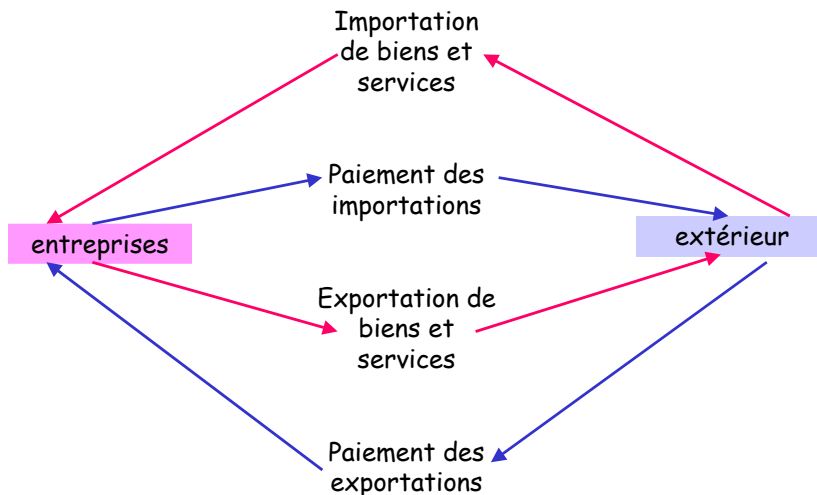 Importation
de biens et
services
Paiement des
importations
entreprises
extérieur
Exportation de
biens et
services
Paiement des
exportations